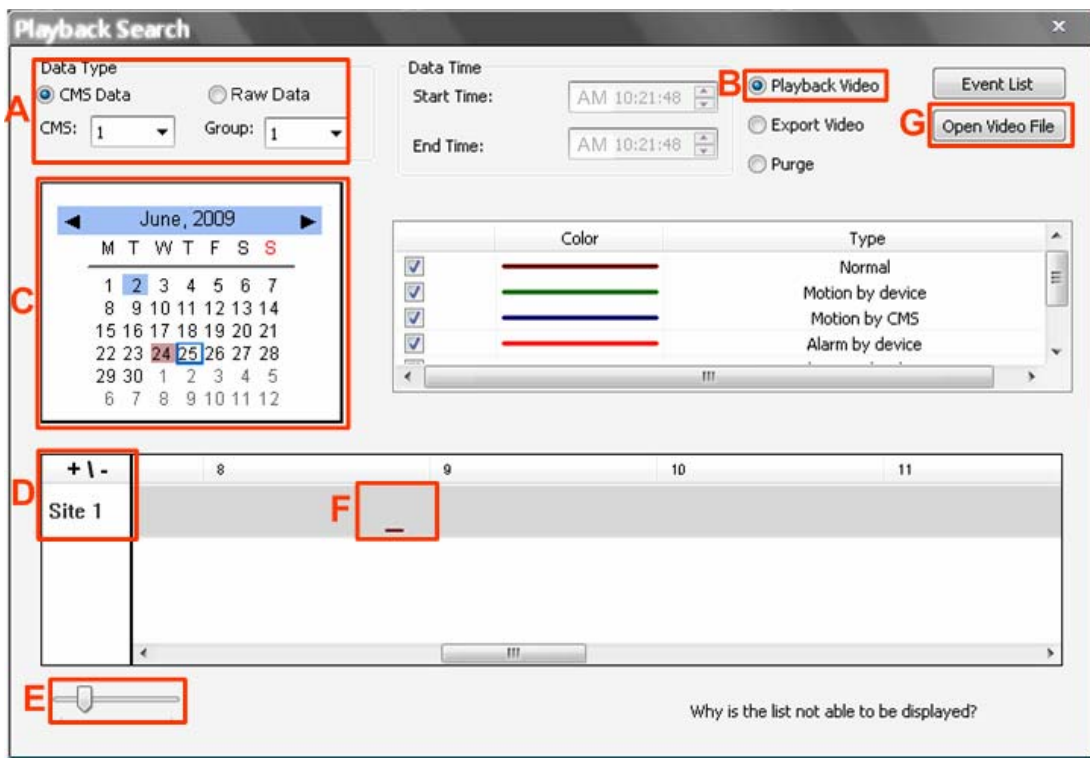 Playback Search
A
Data Type
CMS Data Raw Data
CMS: 1 Group: 1
Data Time
Start Time: AM 10:21:48
End Time: AM 10:21:48
B
Playback Video
Export Video
Purge
Event List
G
Open Video File
C
June, 2009
M T W T F S S
1 2 3 4 5 6 7
8 9 10 11 12 13 14
15 16 17 18 19 20 21
22 23 24 25 26 27 28
29 30 1 2 3 4 5
6 7 8 9 10 11 12
Color Type
Normal
Motion by device
Motion by CMS
Alarm by device
D
+ \ - 8 9 10 11
Site 1
F
E
Why is the list not able to be displayed?